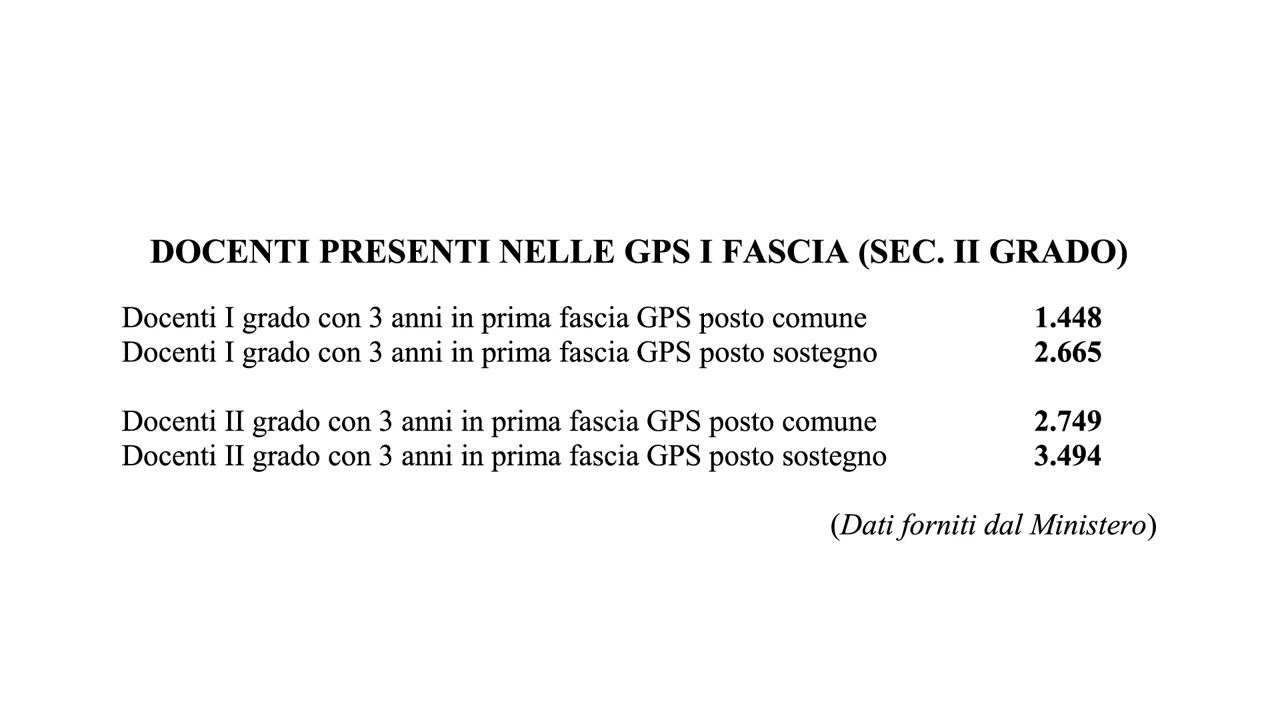 DOCENTI PRESENTI NELLE GPS I FASCIA (SEC. II GRADO)
Docenti I grado con 3 anni in prima fascia GPS posto comune 1.448
Docenti I grado con 3 anni in prima fascia GPS posto sostegno 2.665
Docenti II grado con 3 anni in prima fascia GPS posto comune 2.749
Docenti II grado con 3 anni in prima fascia GPS posto sostegno 3.494
(Dati forniti dal Ministero)